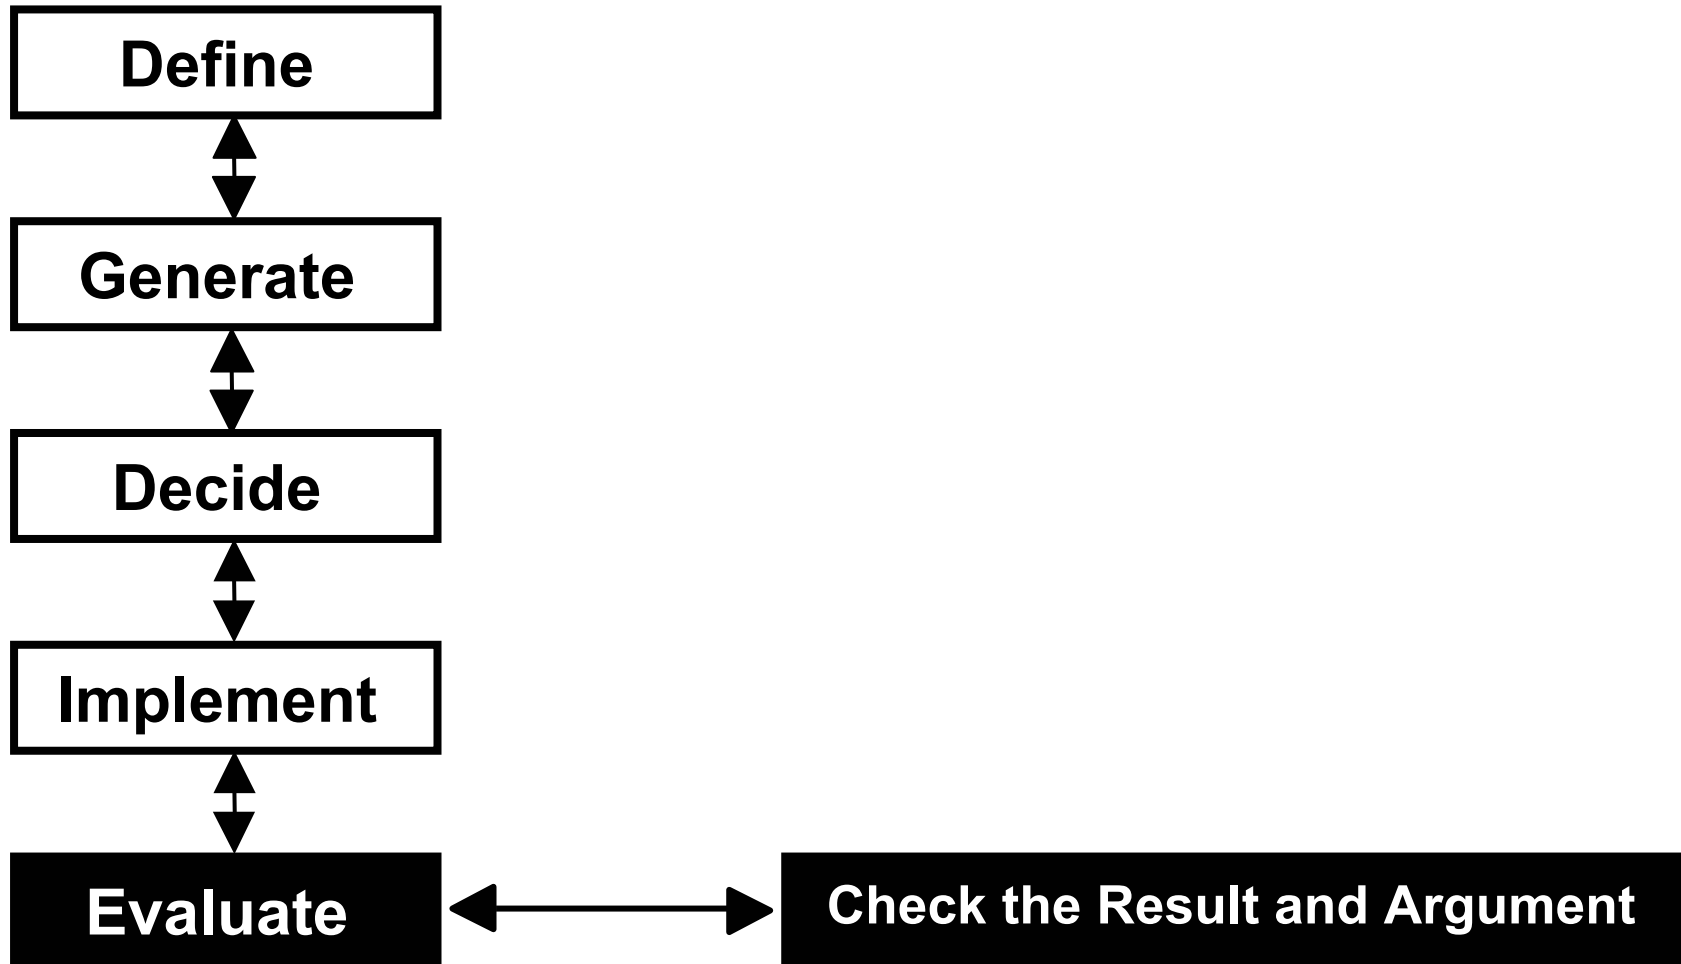 Define
Generate
Decide
Implement
Evaluate
Check the Result and Argument